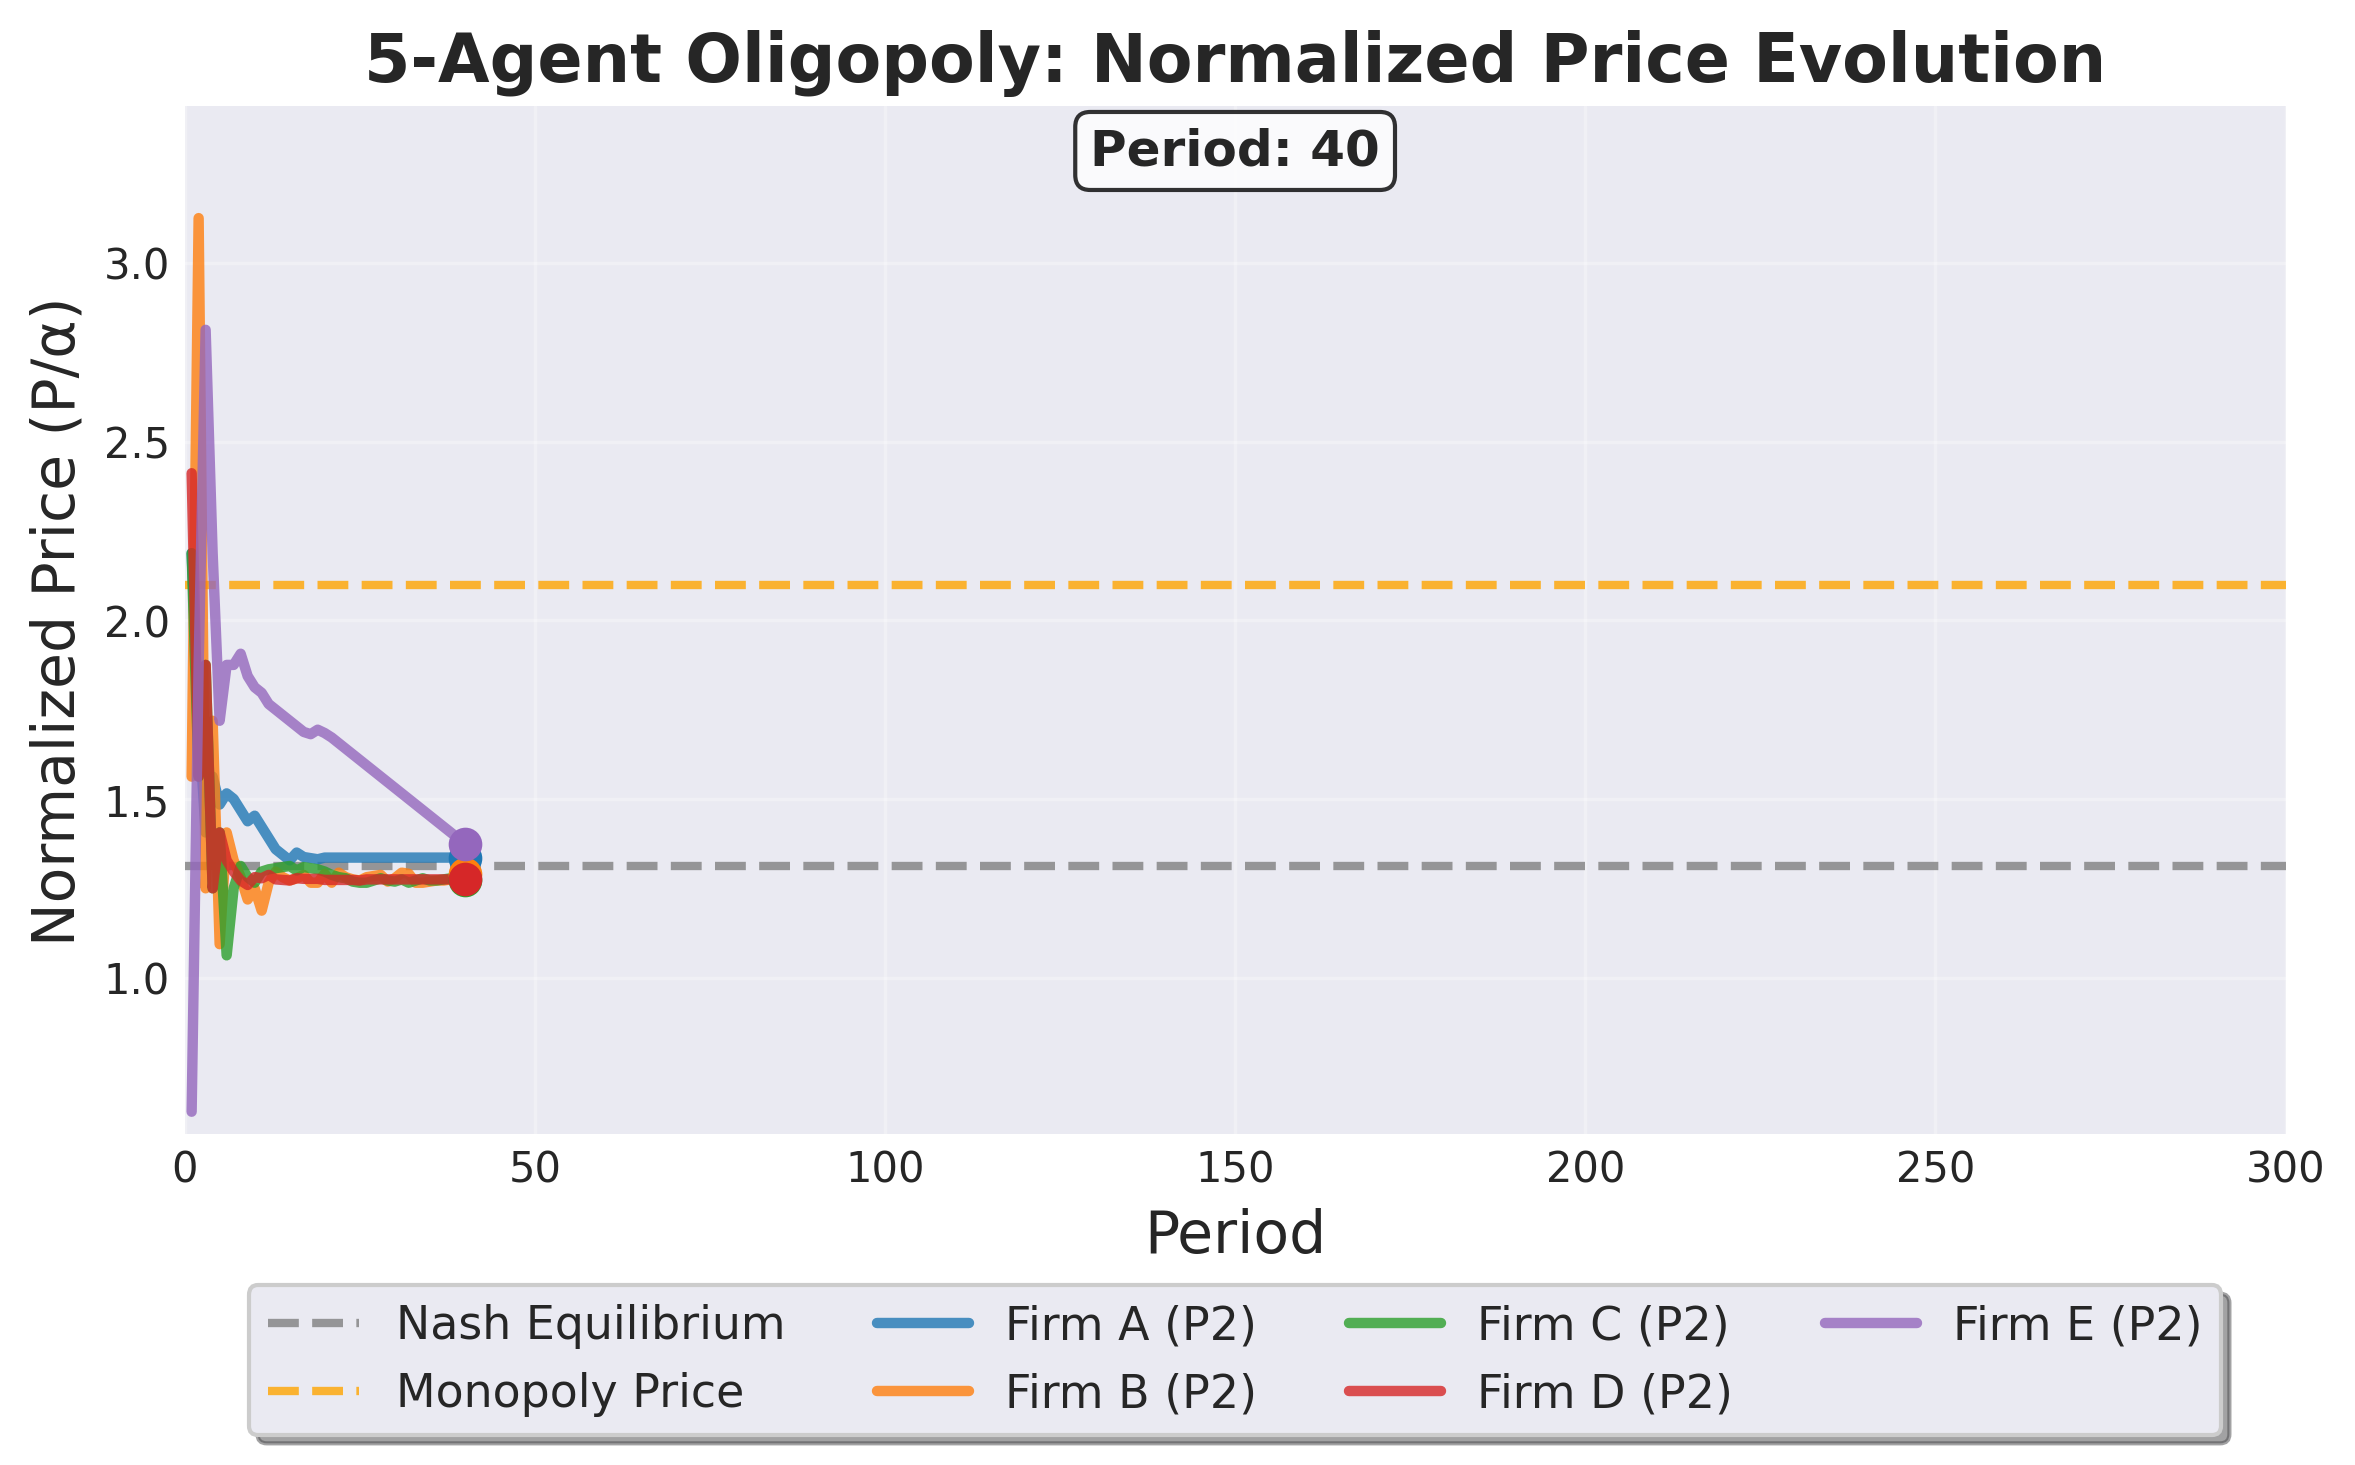 5-Agent Oligopoly: Normalized Price Evolution
Period: 40
Normalized Price (P/α)
3.0
2.5
2.0
1.5
1.0
0 50 100 150 200 250 300
Period
Nash Equilibrium Firm A (P2) Firm C (P2) Firm E (P2)
Monopoly Price Firm B (P2) Firm D (P2)